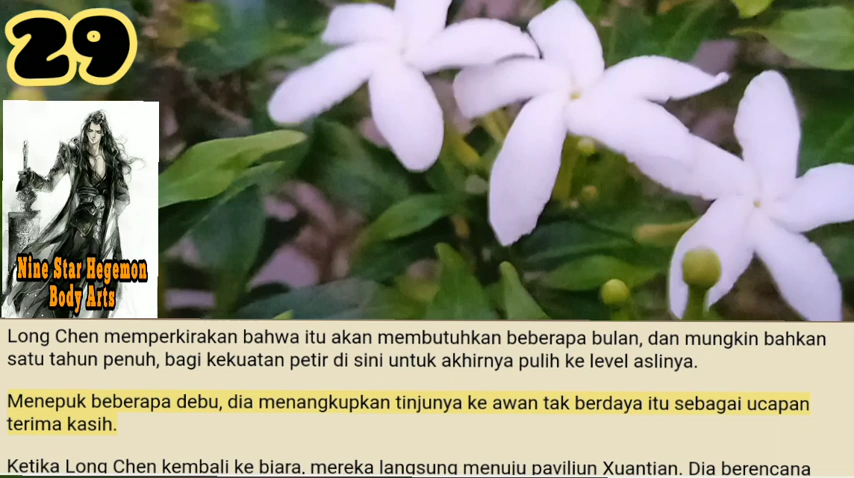 29
Nine Star Hegemon
Body Arts
Long Chen memperkirakan bahwa itu akan membutuhkan beberapa bulan, dan mungkin bahkan
satu tahun penuh, bagi kekuatan petir di sini untuk akhirnya pulih ke level aslinya.
Menepuk beberapa debu, dia menangkupkan tinjunya ke awan tak berdaya itu sebagai ucapan
terima kasih.
Ketika Long Chen kembali ke biara, mereka langsung menuju paviliun Xuantian. Dia berencana